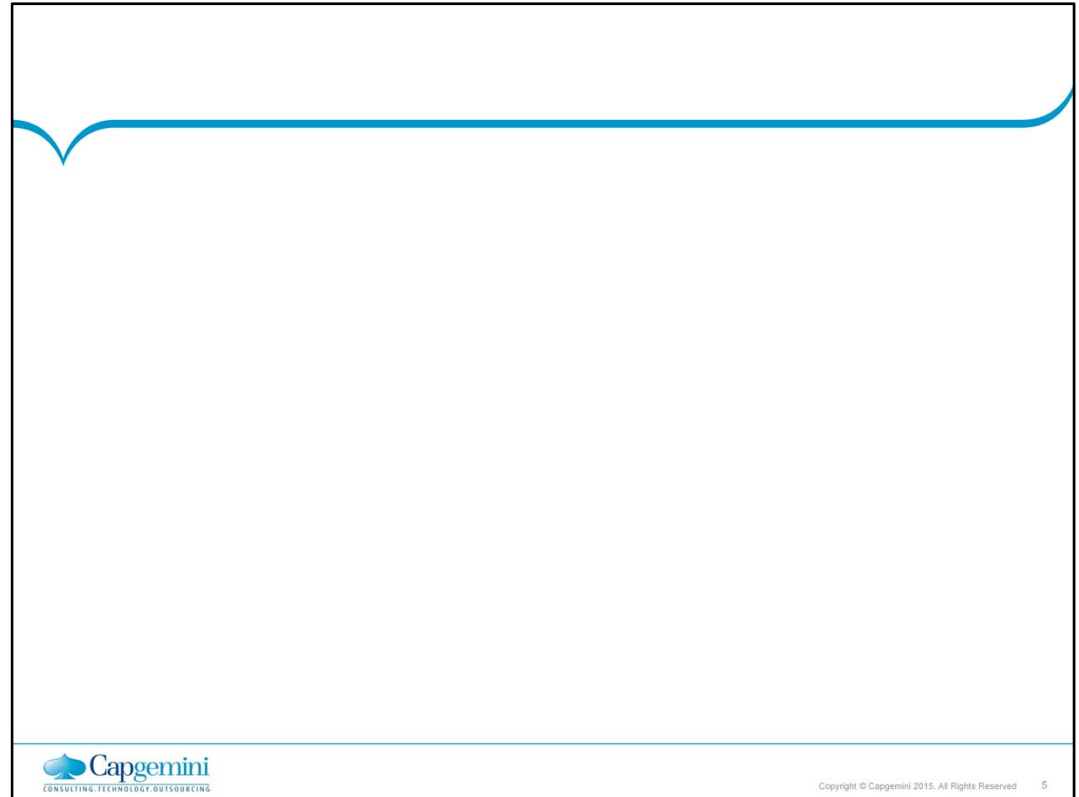 Capgemini
CONSULTING.TECHNOLOGY.OUTSOURCING
Copyright © Capgemini 2015. All Rights Reserved 5